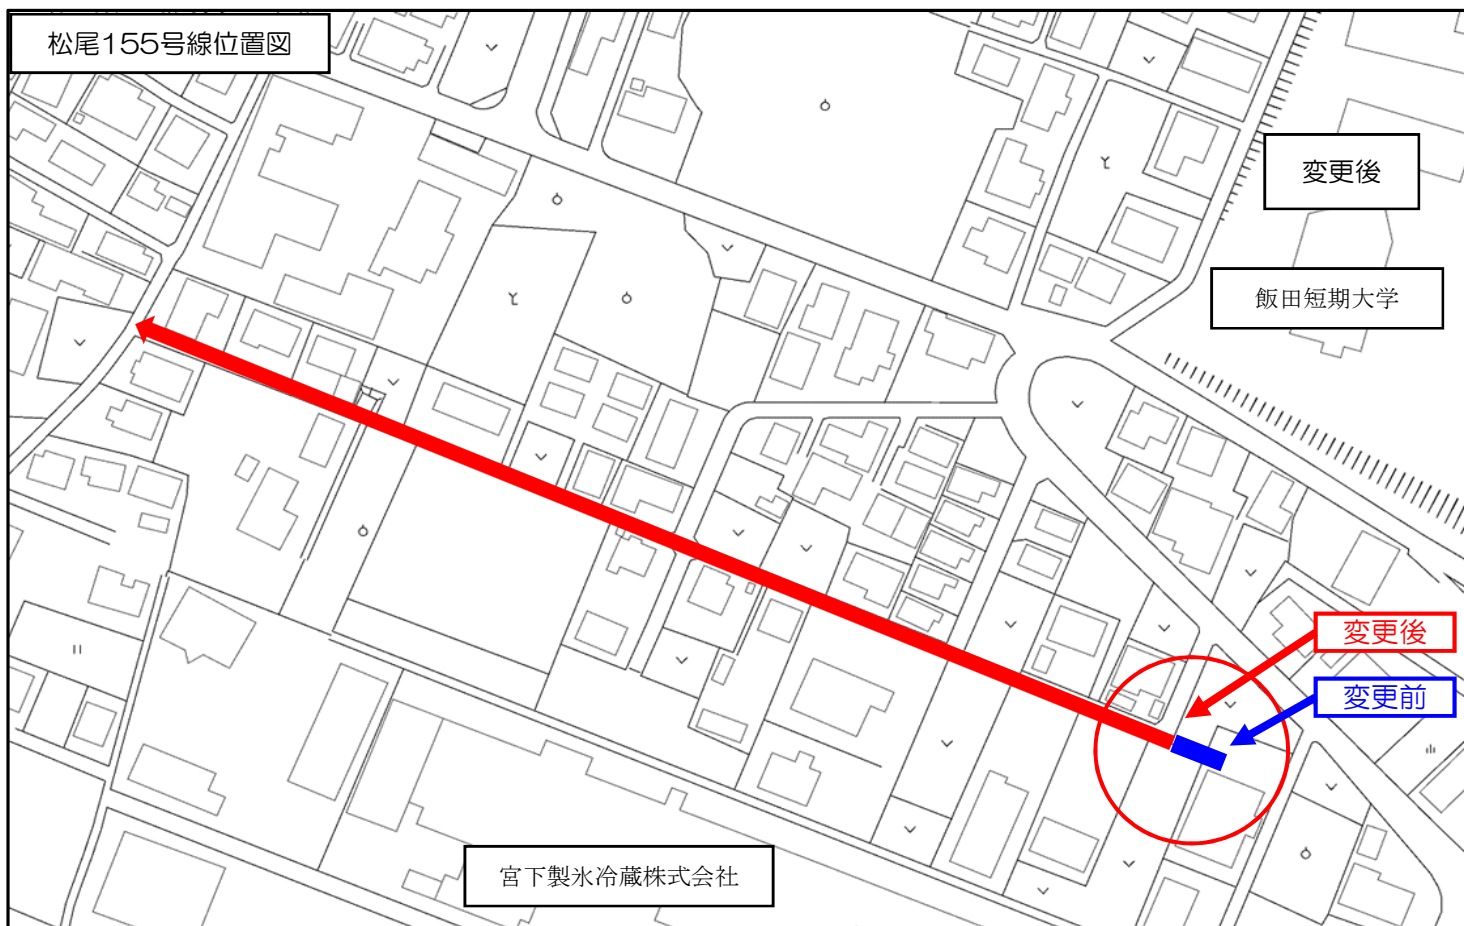 松尾155号線位置図
変更後
飯田短期大学
変更後
変更前
宮下製氷冷蔵株式会社